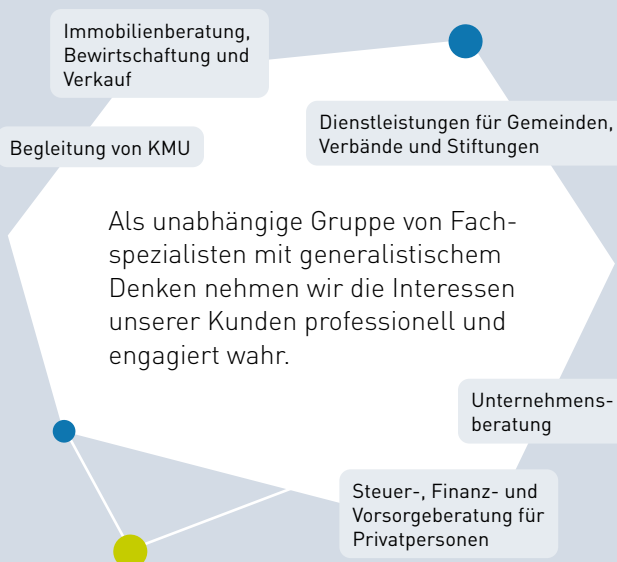 Immobilienberatung,
Bewirtschaftung und
Verkauf
Dienstleistungen für Gemeinden,
Verbände und Stiftungen
Begleitung von KMU
Als unabhängige Gruppe von Fach-
spezialisten mit generalistischem
Denken nehmen wir die Interessen
unserer Kunden professionell und
engagiert wahr.
Unternehmens-
beratung
Steuer-, Finanz- und
Vorsorgeberatung für
Privatpersonen